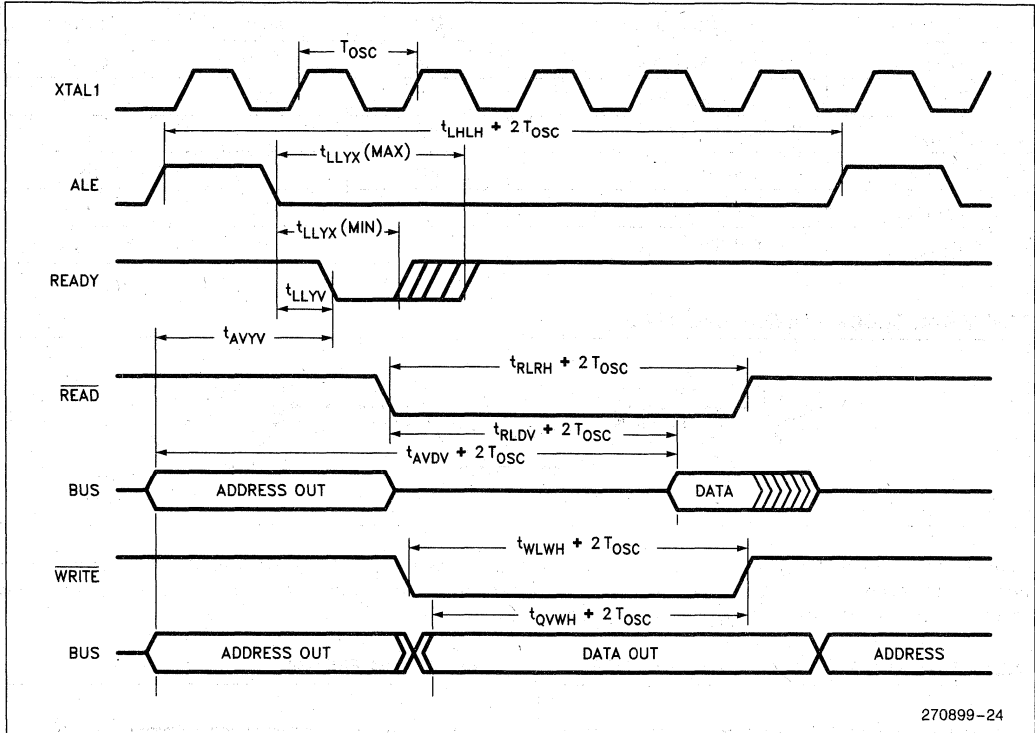 T_OSC
XTAL1
t_LHLH + 2 T_OSC
t_LLYX (MAX)
ALE
t_LLYX (MIN)
READY
t_LLYV
t_AVYV
t_RLRH + 2 T_OSC
READ
t_RLDV + 2 T_OSC
t_AVDV + 2 T_OSC
BUS ADDRESS OUT DATA
t_WLWH + 2 T_OSC
WRITE
t_QVWH + 2 T_OSC
BUS ADDRESS OUT DATA OUT ADDRESS
270899-24